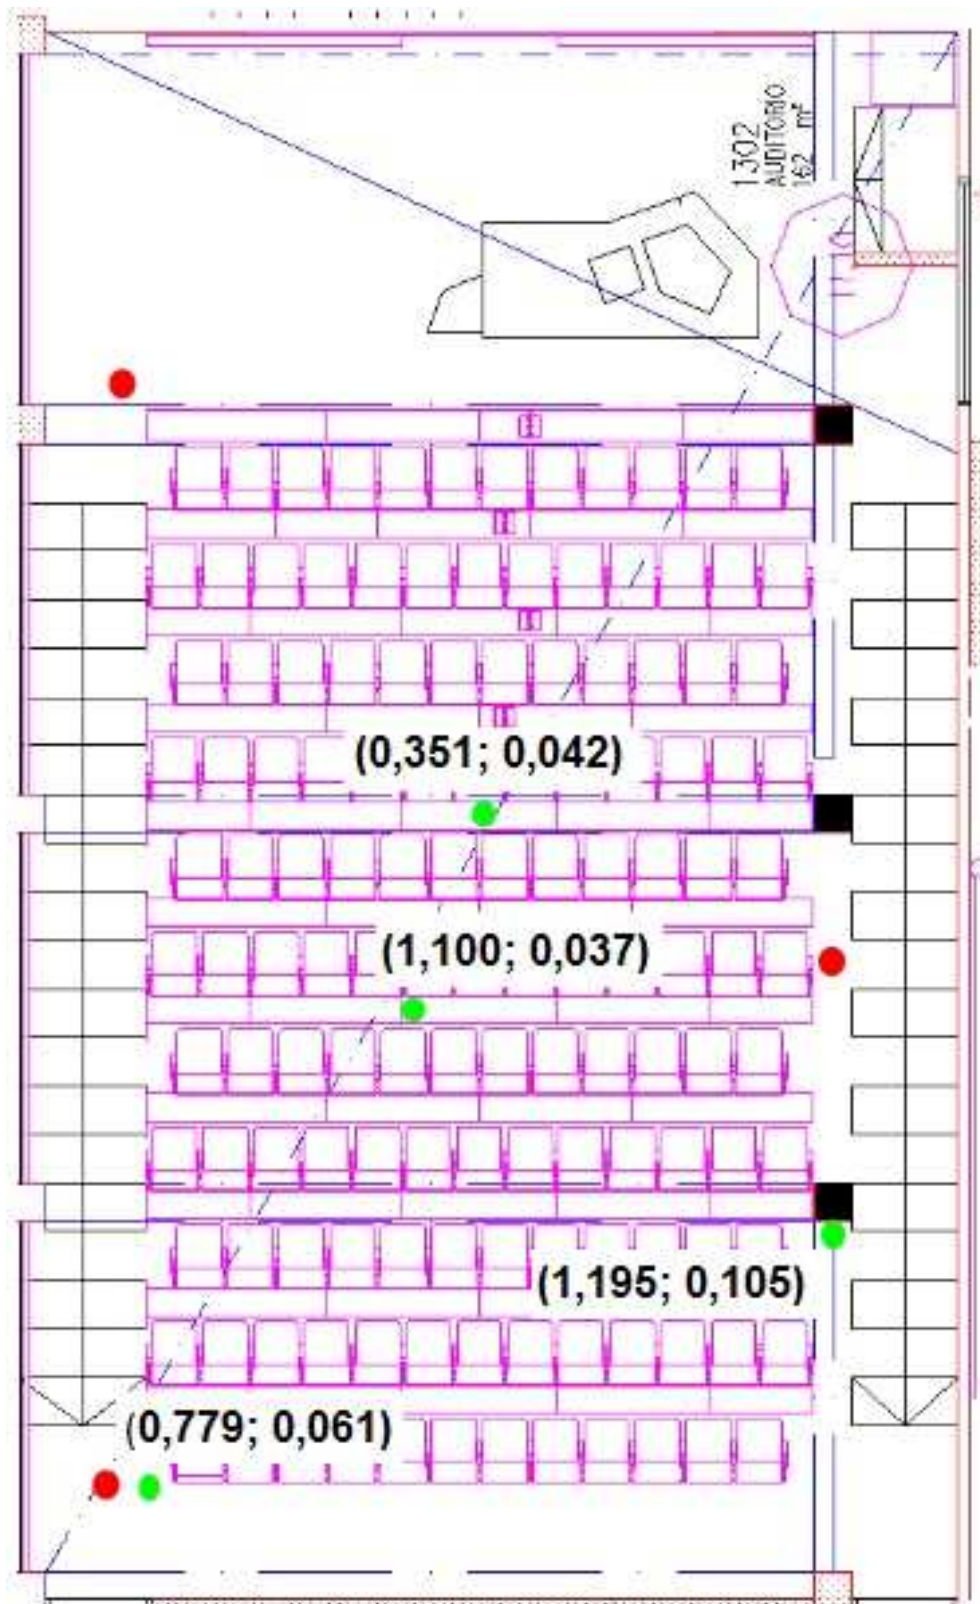 1302
AUDITORIO
162 m²
(0,351; 0,042)
(1,100; 0,037)
(1,195; 0,105)
(0,779; 0,061)